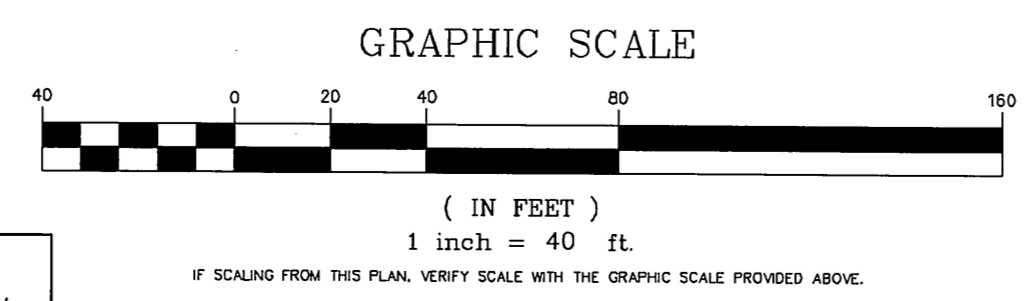 GRAPHIC SCALE
40 0 20 40 80 160
( IN FEET )
1 inch = 40 ft.
IF SCALING FROM THIS PLAN, VERIFY SCALE WITH THE GRAPHIC SCALE PROVIDED ABOVE.